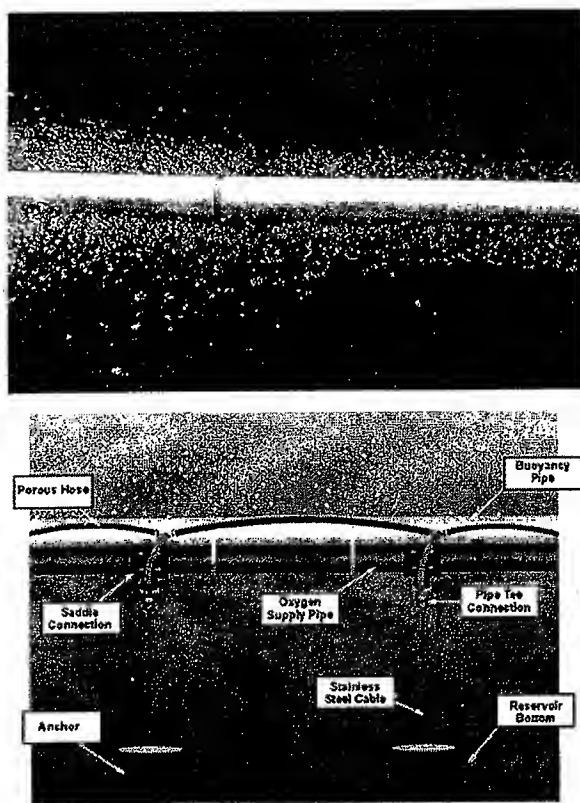 Buoyancy
Pipe
Porous Hose
Saddle
Connection
Oxygen
Supply Pipe
Pipe Tee
Connection
Stainless
Steel Cable
Anchor
Reservoir
Bottom